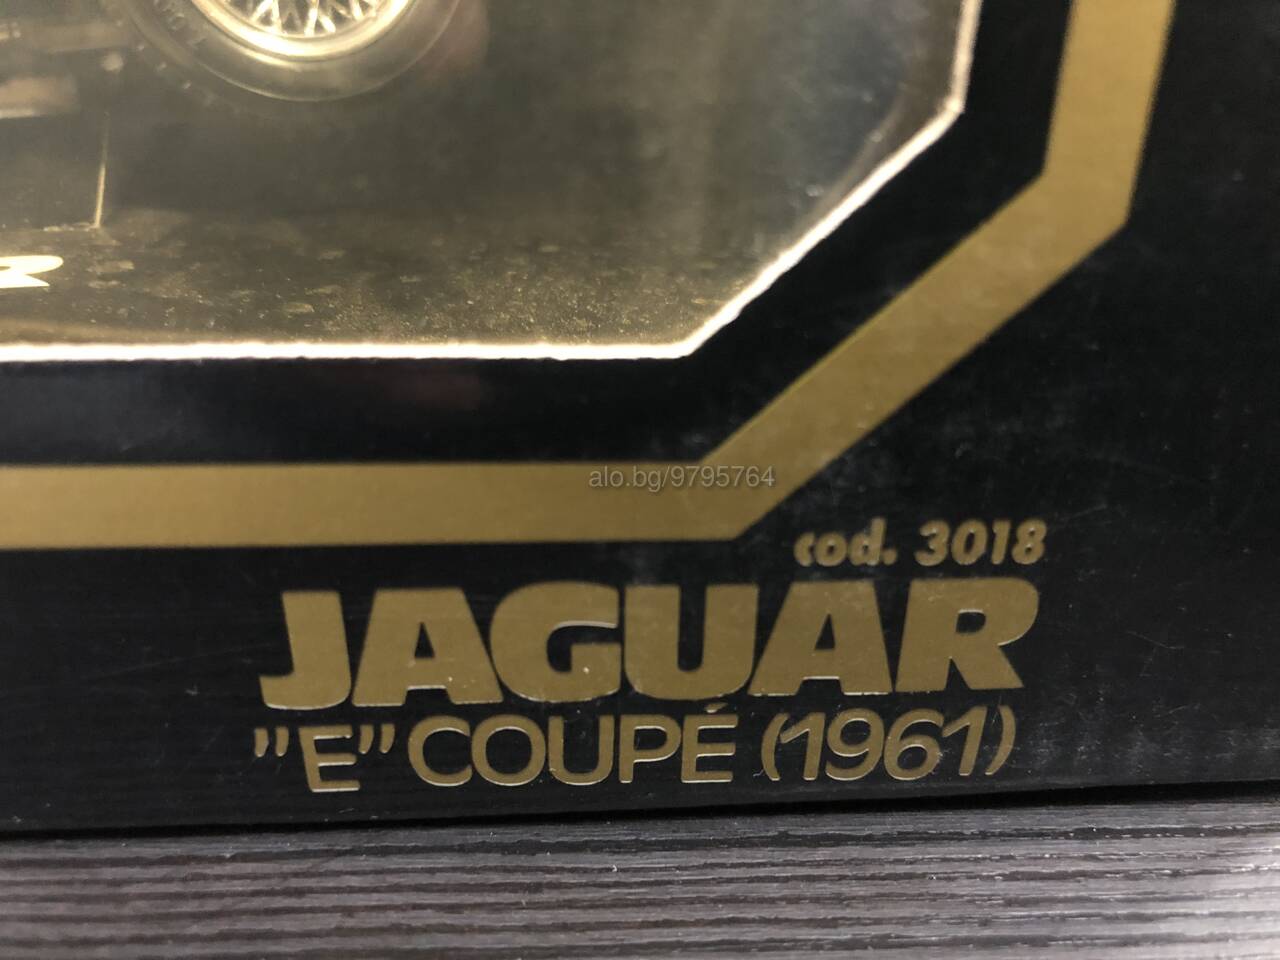 alo.bg/9795764
cod. 3018
JAGUAR
"E" COUPÉ (1961)